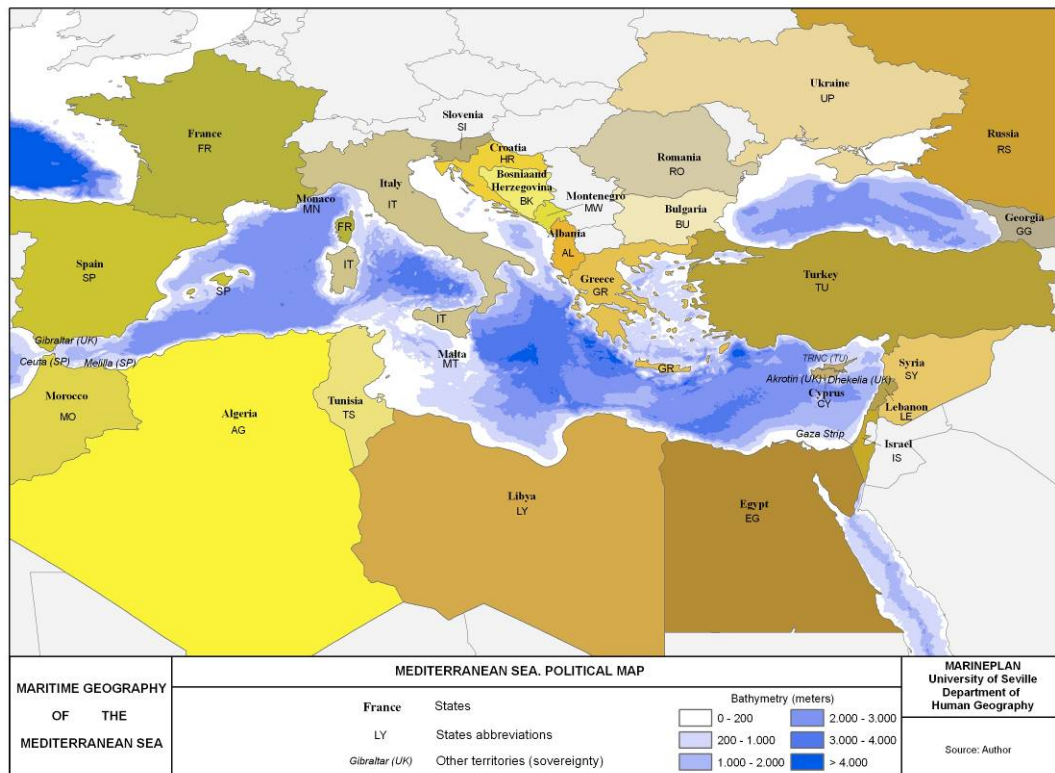 Ukraine
UP
Slovenia
SI
France
FR
Croatia
HR
Russia
RS
Romania
RO
Italy
IT
Bosniaand
Herzegovina
BK
Montenegro
MW
Monaco
MN
Bulgaria
BU
Georgia
GG
FR
Albania
AL
Spain
SP
IT
Greece
GR
Turkey
TU
SP
IT
Gibraltar (UK)
Ceuta (SP)
Melilla (SP)
Malta
MT
GR
TRNC (TU)
Syria
SY
Akrotiri (UK)
Dhekelia (UK)
Morocco
MO
Algeria
AG
Tunisia
TS
Cyprus
CY
Lebanon
LE
Gaza Strip
Israel
IS
Libya
LY
Egypt
EG
MARITIME GEOGRAPHY
OF THE
MEDITERRANEAN SEA
MEDITERRANEAN SEA. POLITICAL MAP
France States
LY States abbreviations
Gibraltar (UK) Other territories (sovereignty)
Bathymetry (meters)
0 - 200
200 - 1.000
1.000 - 2.000
2.000 - 3.000
3.000 - 4.000
> 4.000
MARINEPLAN
University of Seville
Department of
Human Geography
Source: Author